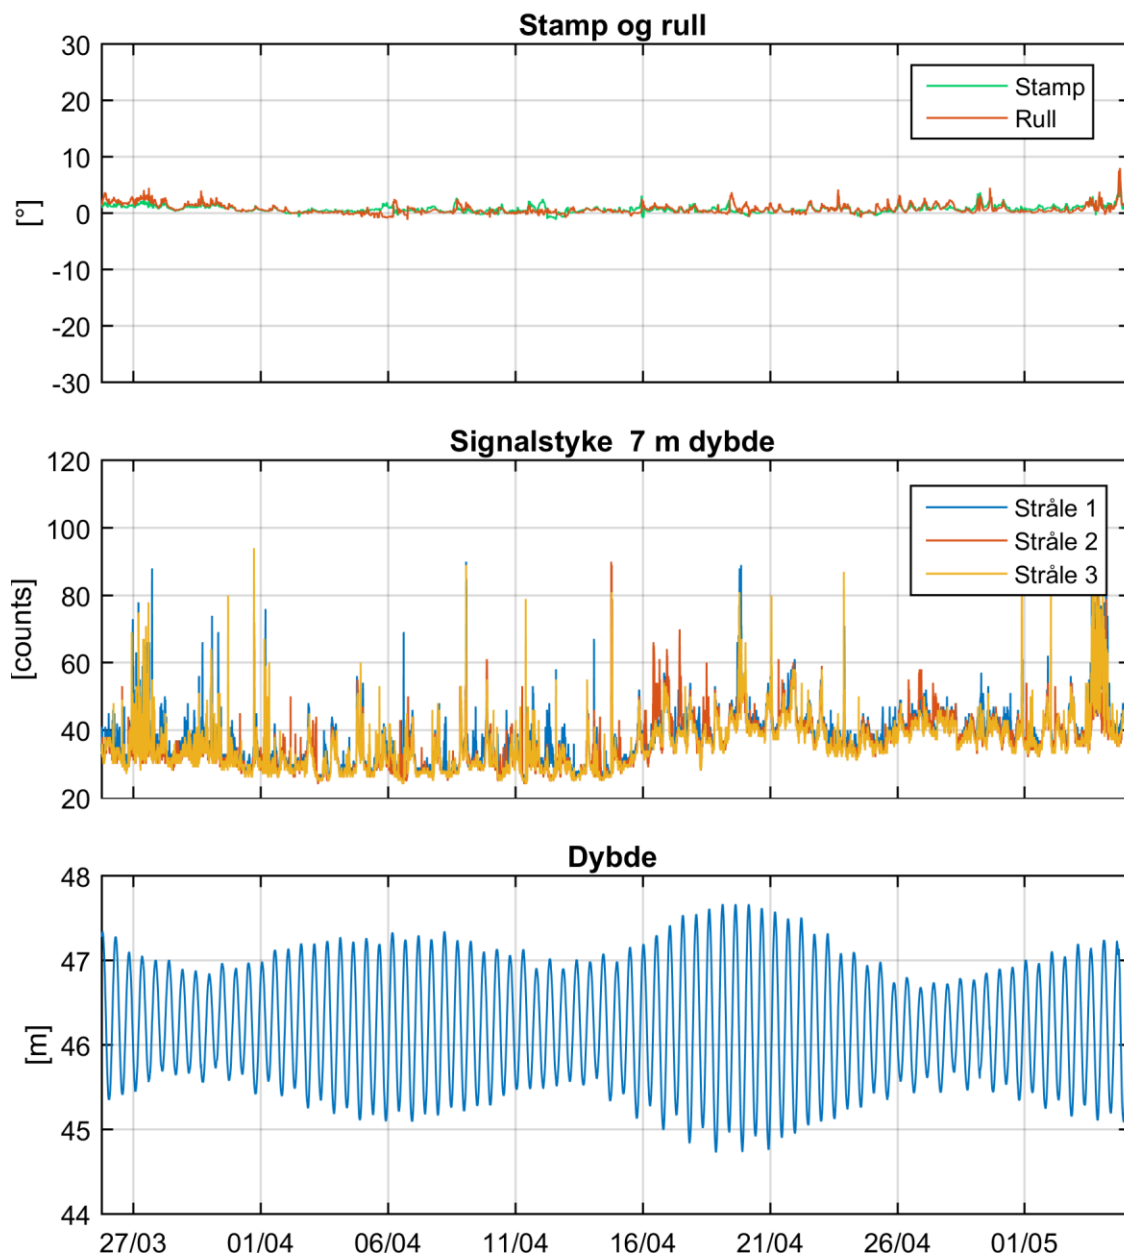 Stamp og rull
30
20
10
0
-10
-20
-30
[°]
Stamp
Rull
Signalstyke 7 m dybde
120
100
80
60
40
20
[counts]
Stråle 1
Stråle 2
Stråle 3
Dybde
48
47
46
45
44
[m]
27/03 01/04 06/04 11/04 16/04 21/04 26/04 01/05